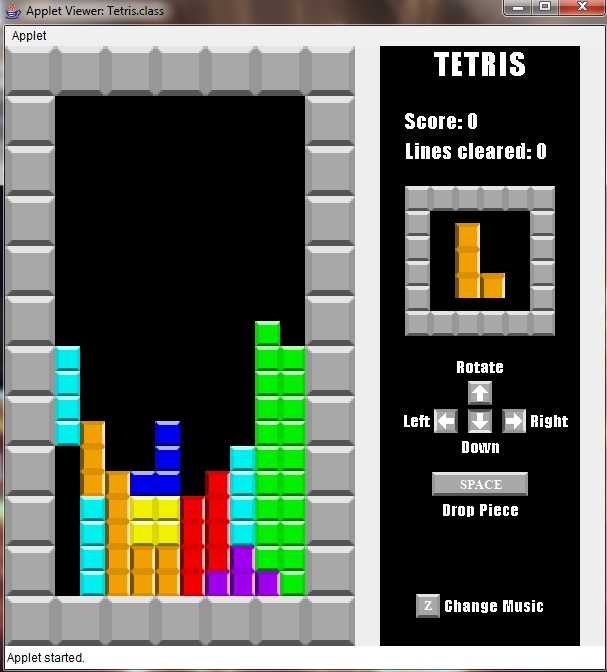 Applet Viewer: Tetris.class
Applet
TETRIS
Score: 0
Lines cleared: 0
Rotate
Left Right
Down
SPACE
Drop Piece
Z Change Music
Applet started.